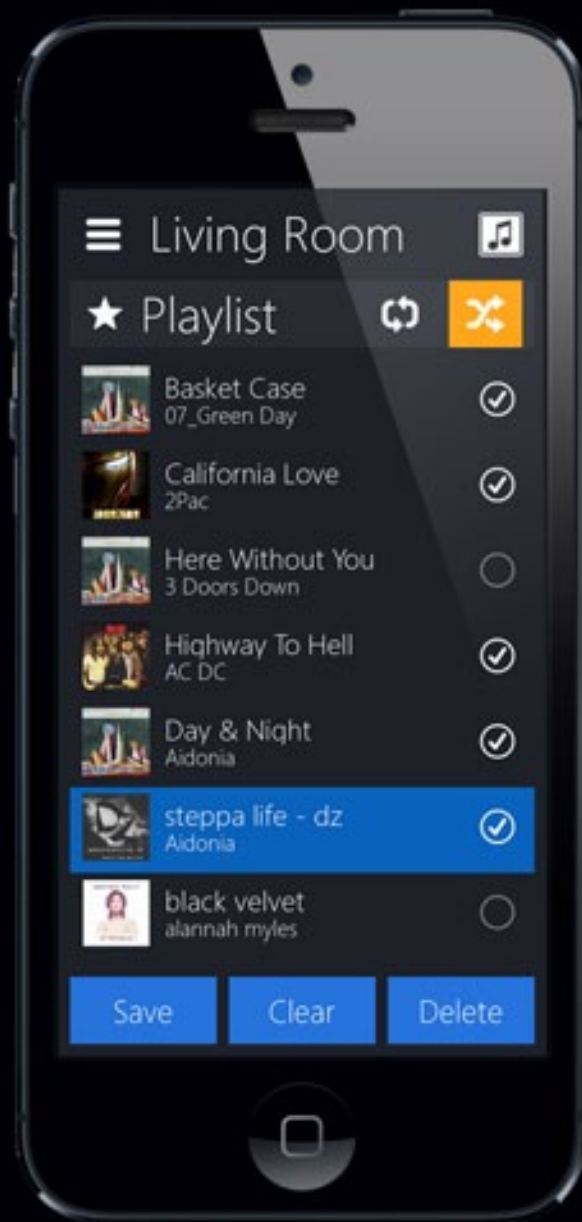 Living Room
Playlist
Basket Case
07_Green Day
California Love
2Pac
Here Without You
3 Doors Down
Highway To Hell
AC DC
Day & Night
Aidonia
steppa life - dz
Aidonia
black velvet
alannah myles
Save Clear Delete